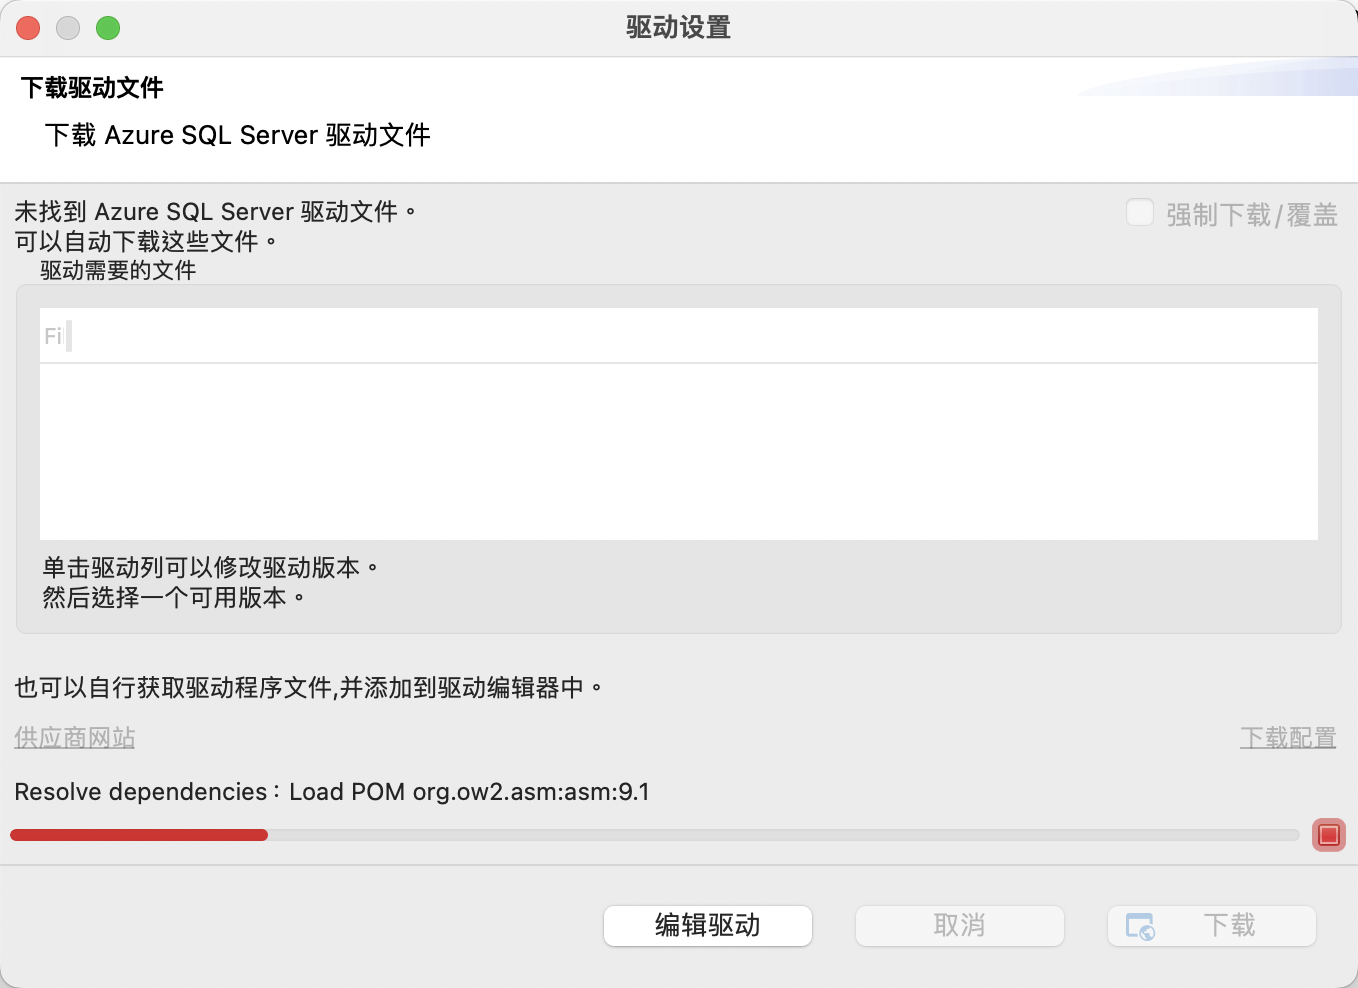 驱动设置
下载驱动文件
下载 Azure SQL Server 驱动文件
未找到 Azure SQL Server 驱动文件。
可以自动下载这些文件。
强制下载/覆盖
驱动需要的文件
Fi
单击驱动列可以修改驱动版本。
然后选择一个可用版本。
也可以自行获取驱动程序文件,并添加到驱动编辑器中。
供应商网站
下载配置
Resolve dependencies: Load POM org.ow2.asm:asm:9.1
编辑驱动
取消
下载